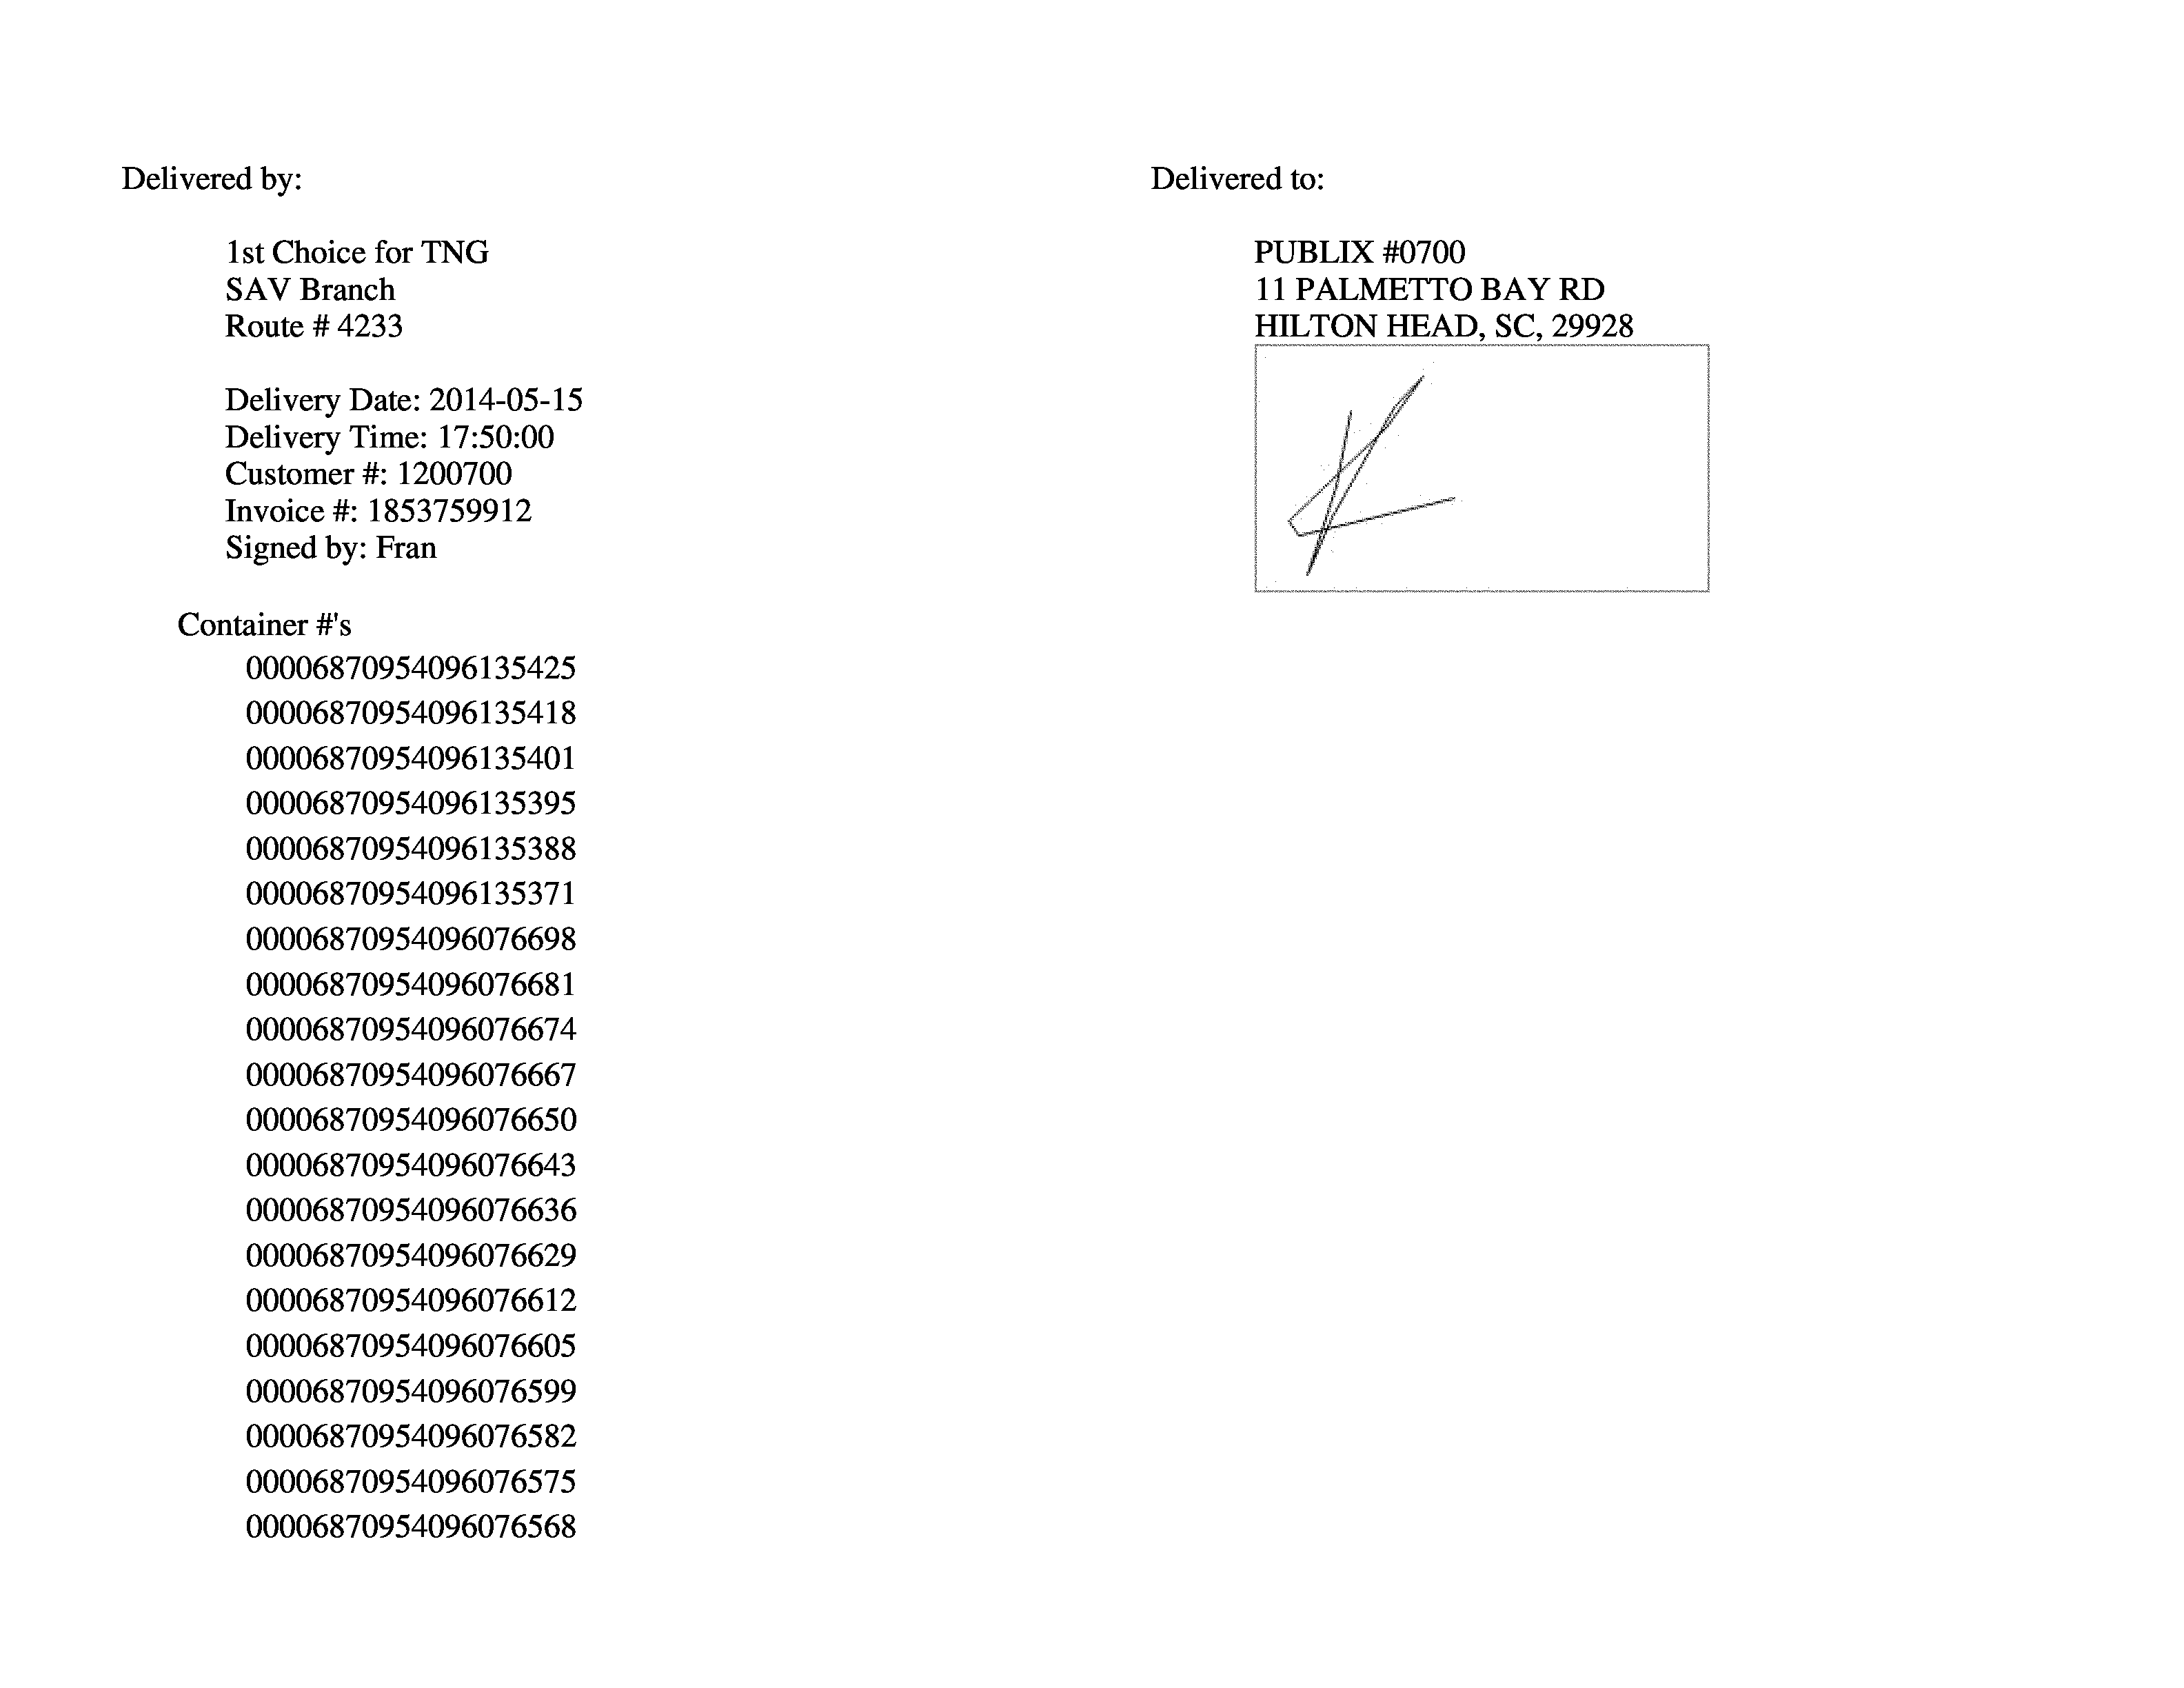 Delivered by:
1st Choice for TNG
SAV Branch
Route # 4233
Delivery Date: 2014-05-15
Delivery Time: 17:50:00
Customer #: 1200700
Invoice #: 1853759912
Signed by: Fran
Container #'s
00006870954096135425
00006870954096135418
00006870954096135401
00006870954096135395
00006870954096135388
00006870954096135371
00006870954096076698
00006870954096076681
00006870954096076674
00006870954096076667
00006870954096076650
00006870954096076643
00006870954096076636
00006870954096076629
00006870954096076612
00006870954096076605
00006870954096076599
00006870954096076582
00006870954096076575
00006870954096076568
Delivered to:
PUBLIX #0700
11 PALMETTO BAY RD
HILTON HEAD, SC, 29928